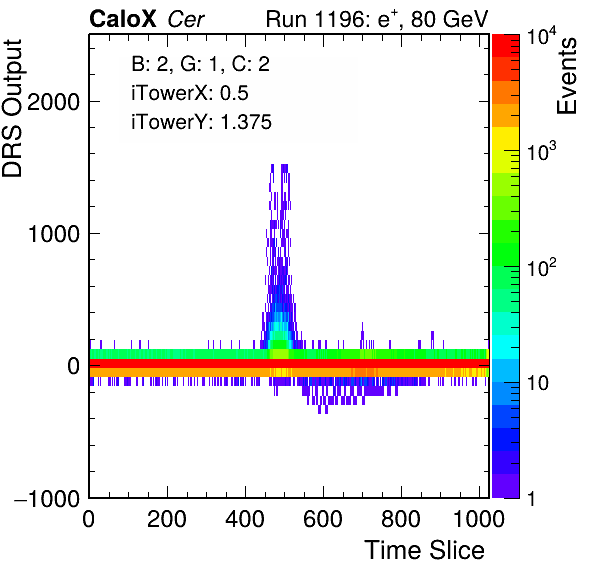 CaloX Cer
Run 1196: e⁺, 80 GeV
B: 2, G: 1, C: 2
iTowerX: 0.5
iTowerY: 1.375
DRS Output
2000
1000
0
−1000
0 200 400 600 800 1000
Time Slice
Events
10⁴
10³
10²
10
1